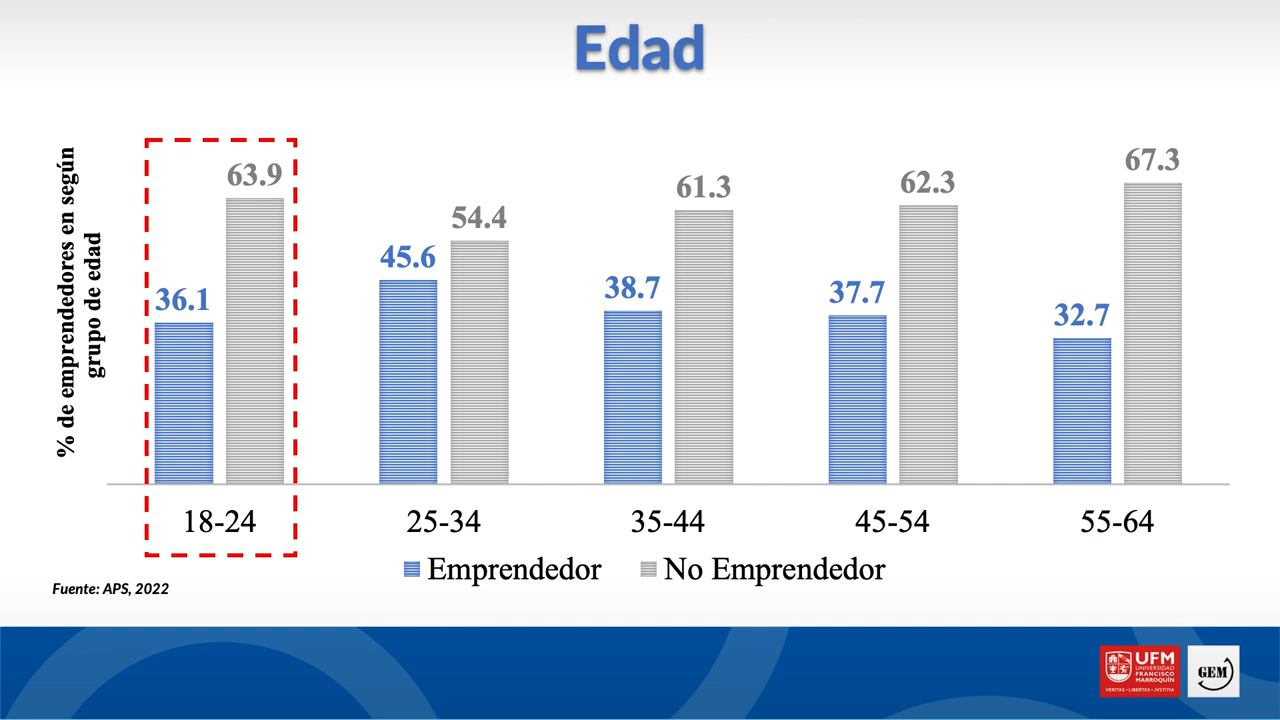 Edad
% de emprendedores en según
grupo de edad
63.9
36.1
45.6
54.4
38.7
61.3
37.7
62.3
32.7
67.3
18-24
25-34
35-44
45-54
55-64
Emprendedor
No Emprendedor
Fuente: APS, 2022
UFM
UNIVERSIDAD
FRANCISCO
MARROQUÍN
VERITAS • LIBERTAS • JVSTITIA
GEM